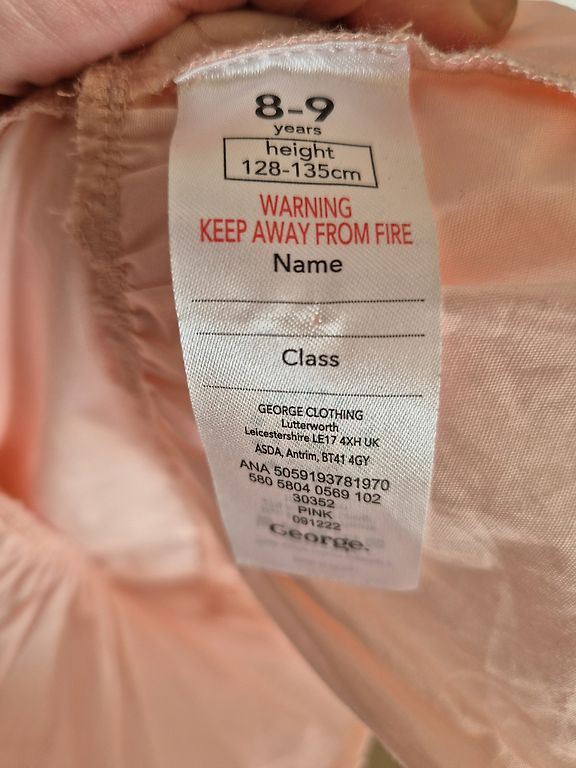 8-9
years
height
128-135cm
WARNING
KEEP AWAY FROM FIRE
Name
Class
GEORGE CLOTHING
Lutterworth
Leicestershire LE17 4XH UK
ASDA, Antrim, BT41 4GY
ANA 5059193781970
580 5804 0569 102
30352
PINK
091222
George.